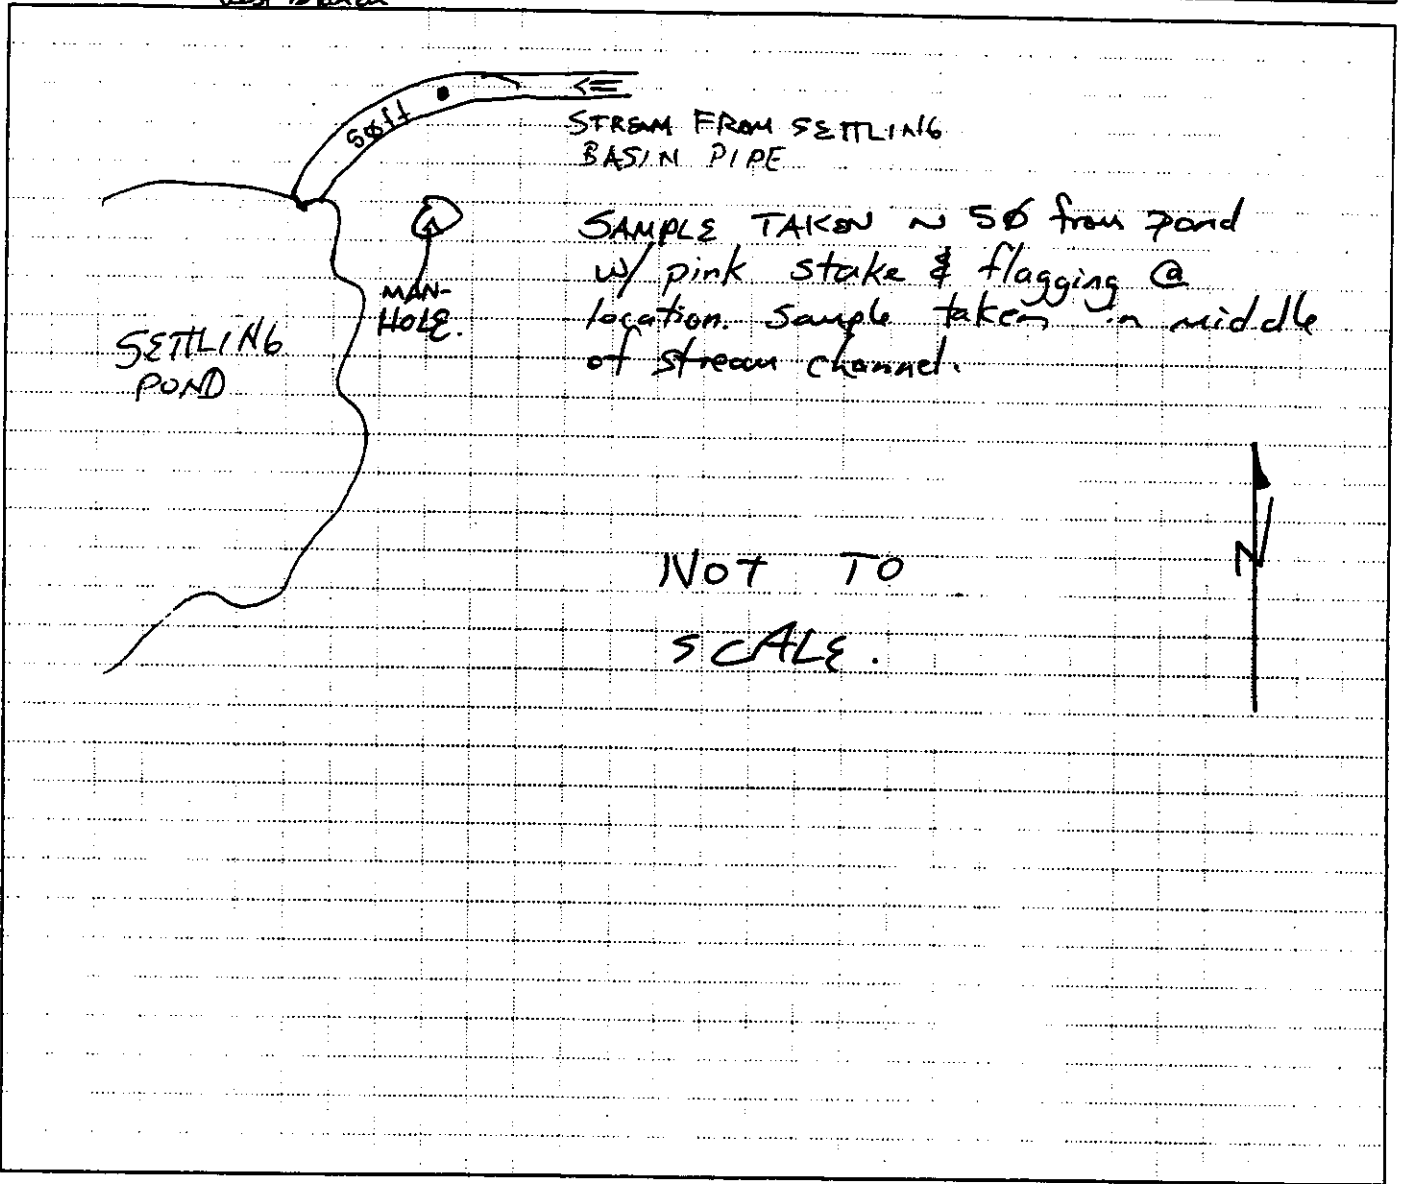 50ft
<=
STREAM FROM SETTLING
BASIN PIPE
SAMPLE TAKEN ~ 50 from pond
w/ pink stake & flagging @
location. Sample taken in middle
of stream channel.
MAN-
HOLE.
SETTLING
POND
N
NOT TO
SCALE.